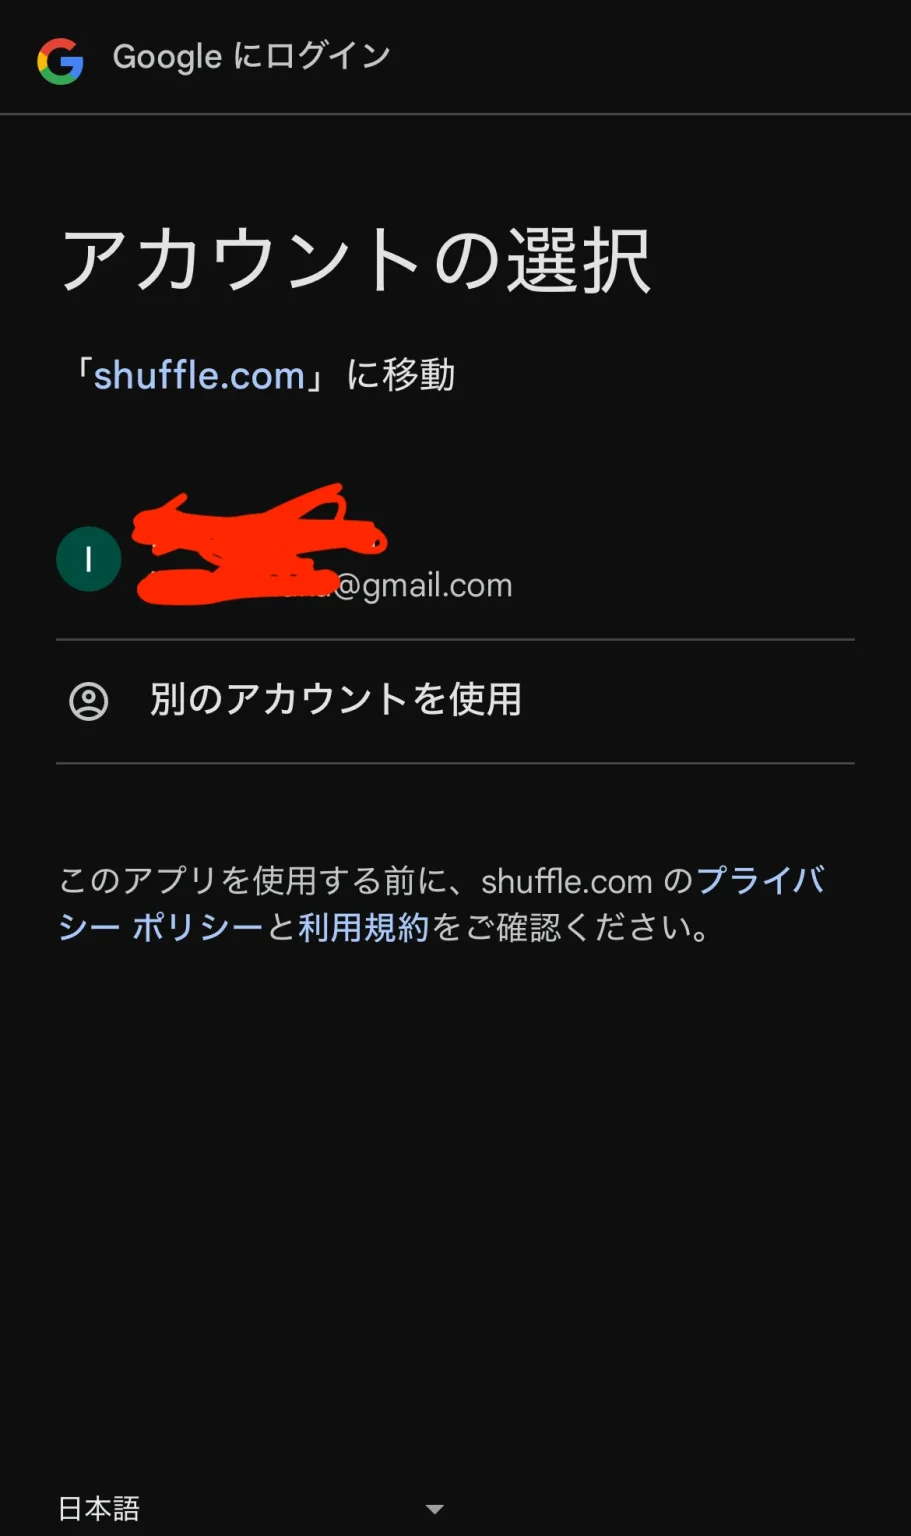 Google にログイン
アカウントの選択
「shuffle.com」に移動
I
@gmail.com
別のアカウントを使用
このアプリを使用する前に、shuffle.com のプライバ
シー ポリシーと利用規約をご確認ください。
日本語